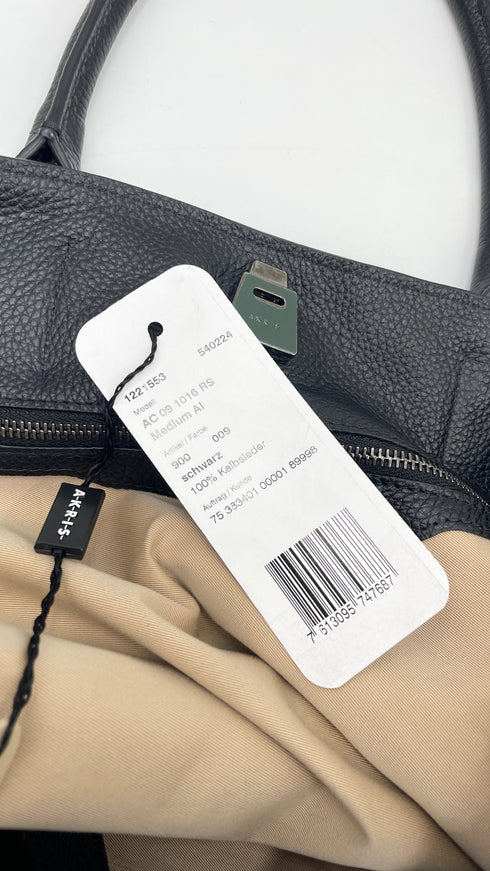 A-K-R-I-S-
1221553 540224
Modell
AC 09 1016 RS
Medium AI
Artikel / Farbe
900 009
schwarz
100% Kalbsleder
Auftrag / Kunde
75 333401 00001 89998
7 613095 747687